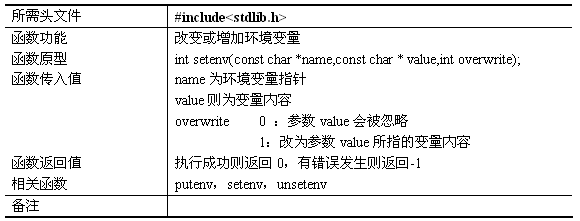 所需头文件 #include<stdlib.h>
函数功能 改变或增加环境变量
函数原型 int setenv(const char *name,const char * value,int overwrite);
函数传入值 name 为环境变量指针
value 则为变量内容
overwrite 0 ：参数 value 会被忽略
1：改为参数 value 所指的变量内容
函数返回值 执行成功则返回 0，有错误发生则返回-1
相关函数 putenv，setenv，unsetenv
备注